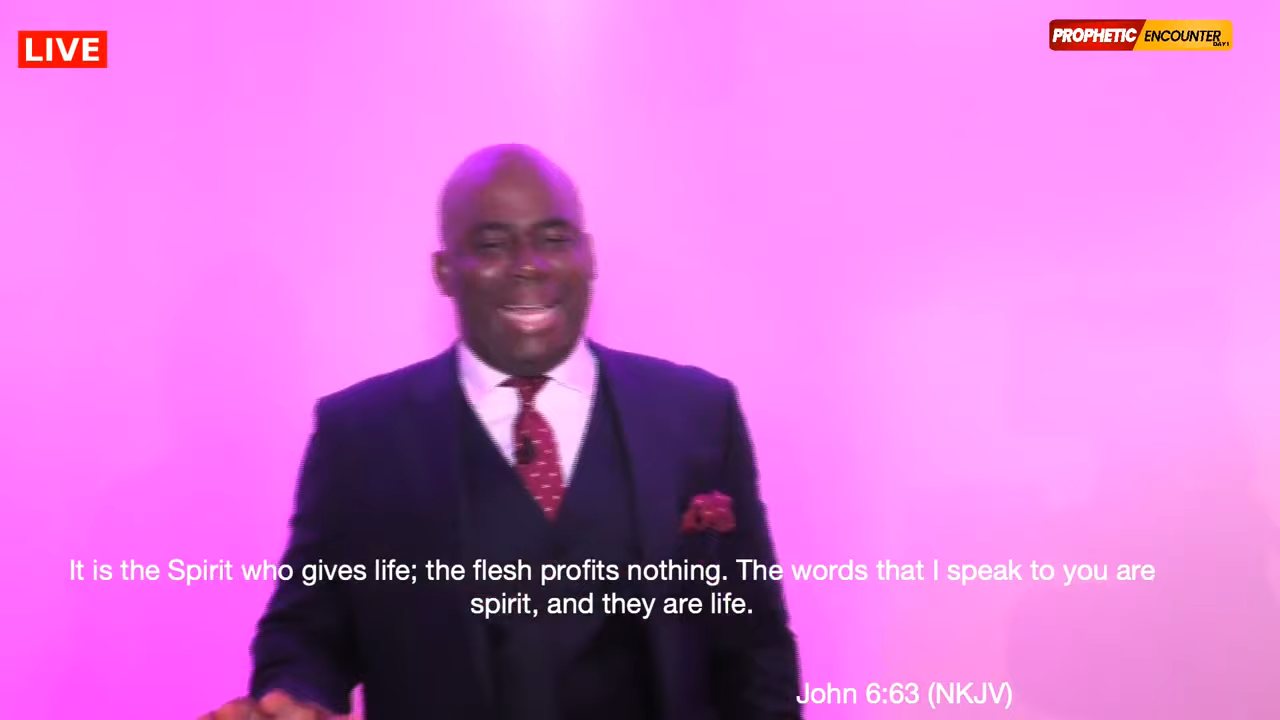 LIVE
PROPHETIC ENCOUNTER
DAY1
It is the Spirit who gives life; the flesh profits nothing. The words that I speak to you are
spirit, and they are life.
John 6:63 (NKJV)